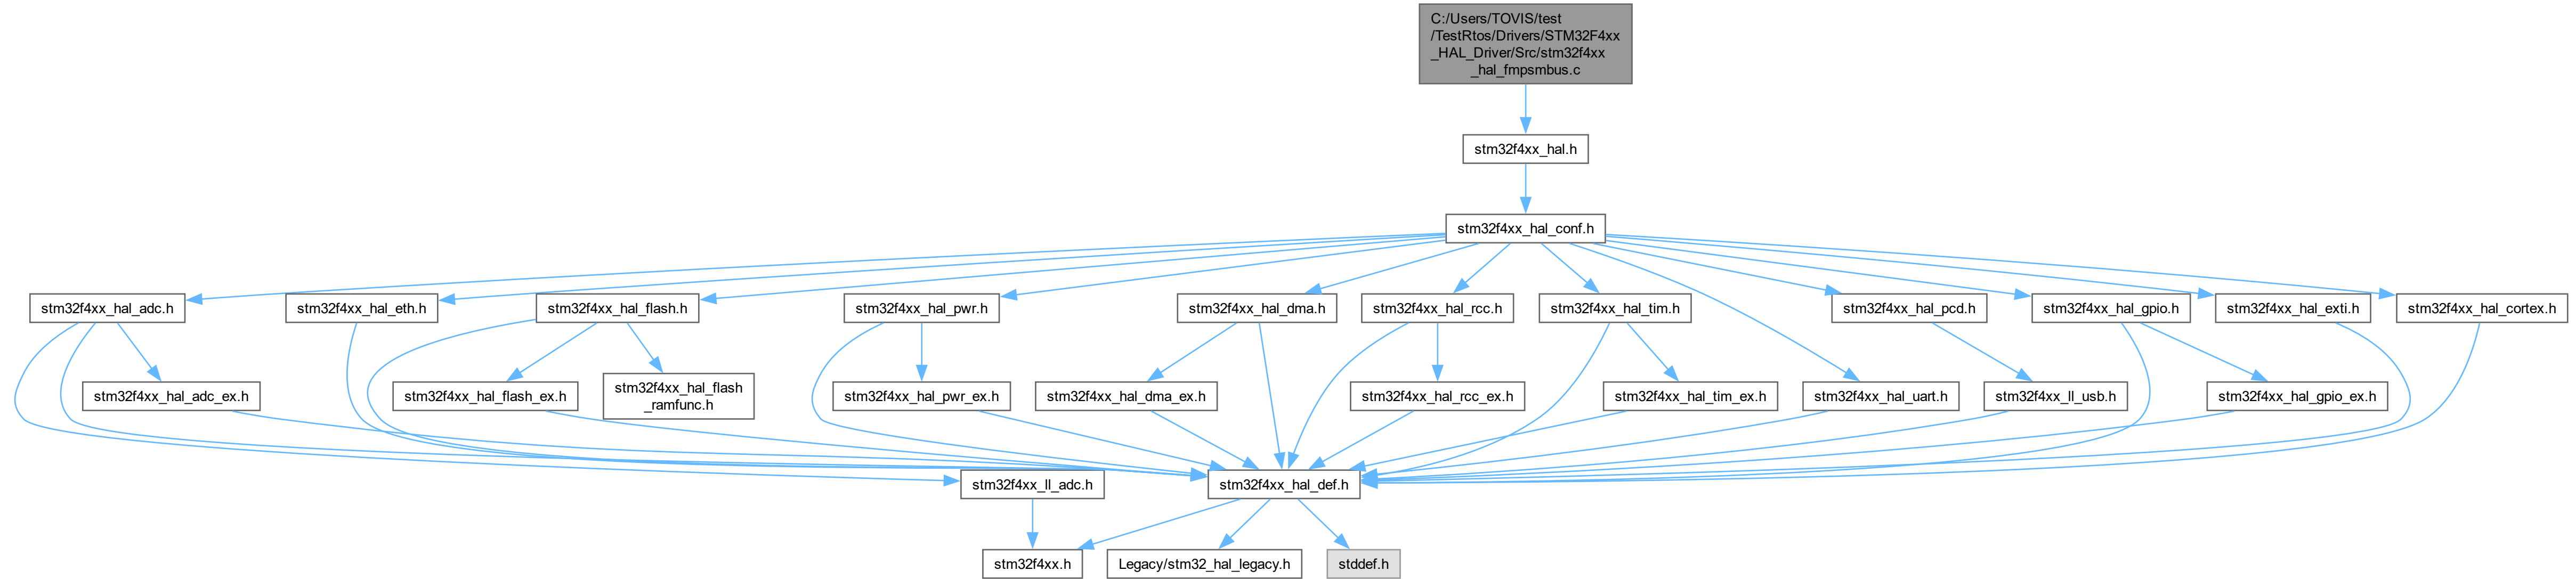 C:/Users/TOVIS/test
/TestRtos/Drivers/STM32F4xx
_HAL_Driver/Src/stm32f4xx
_hal_fmpsmbus.c
stm32f4xx_hal.h
stm32f4xx_hal_conf.h
stm32f4xx_hal_adc.h
stm32f4xx_hal_eth.h
stm32f4xx_hal_flash.h
stm32f4xx_hal_pwr.h
stm32f4xx_hal_dma.h
stm32f4xx_hal_rcc.h
stm32f4xx_hal_tim.h
stm32f4xx_hal_pcd.h
stm32f4xx_hal_gpio.h
stm32f4xx_hal_exti.h
stm32f4xx_hal_cortex.h
stm32f4xx_hal_adc_ex.h
stm32f4xx_hal_flash_ex.h
stm32f4xx_hal_flash
_ramfunc.h
stm32f4xx_hal_pwr_ex.h
stm32f4xx_hal_dma_ex.h
stm32f4xx_hal_rcc_ex.h
stm32f4xx_hal_tim_ex.h
stm32f4xx_hal_uart.h
stm32f4xx_ll_usb.h
stm32f4xx_hal_gpio_ex.h
stm32f4xx_ll_adc.h
stm32f4xx_hal_def.h
stm32f4xx.h
Legacy/stm32_hal_legacy.h
stddef.h